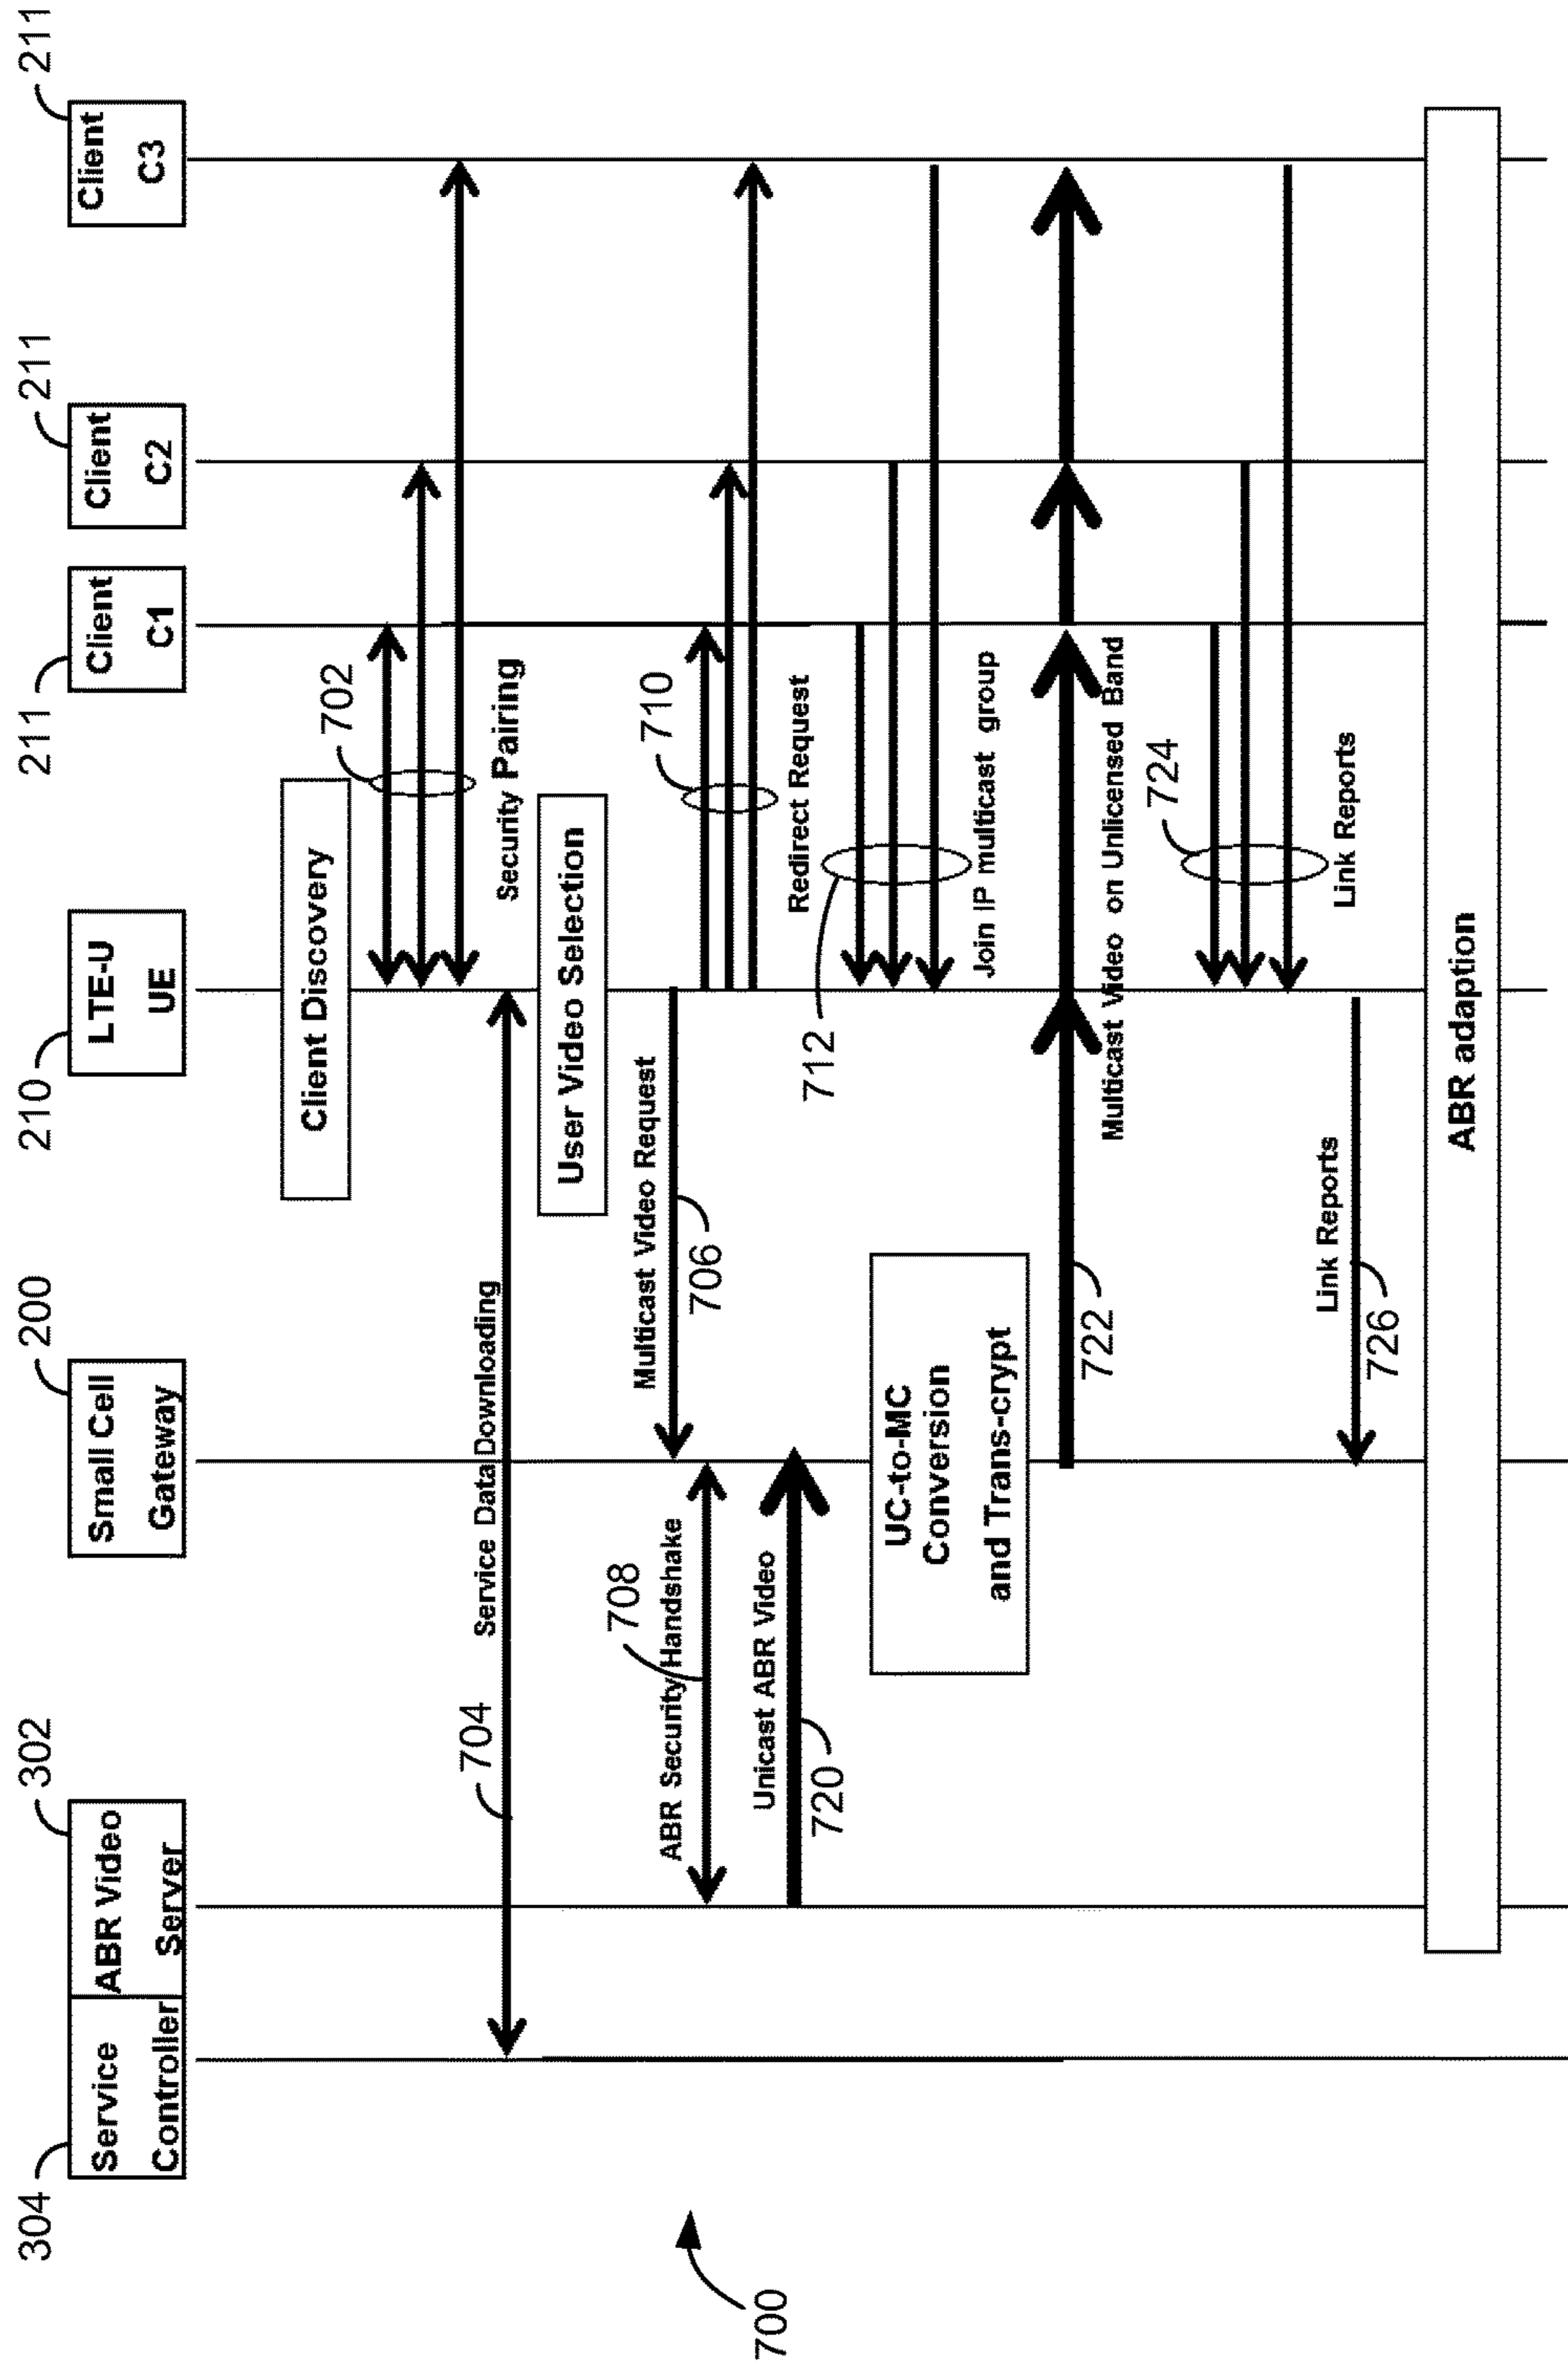 304
302
200
210
211
211
211
Service
Controller
ABR Video
Server
Small Cell
Gateway
LTE-U
UE
Client
C1
Client
C2
Client
C3
Client Discovery
702
Security Pairing
704
Service Data Downloading
User Video Selection
Multicast Video Request
706
708
ABR Security Handshake
710
Redirect Request
Unicast ABR Video
720
712
Join IP multicast group
UC-to-MC
Conversion
and Trans-crypt
722
Multicast Video on Unlicensed Band
724
Link Reports
Link Reports
726
ABR adaption
700